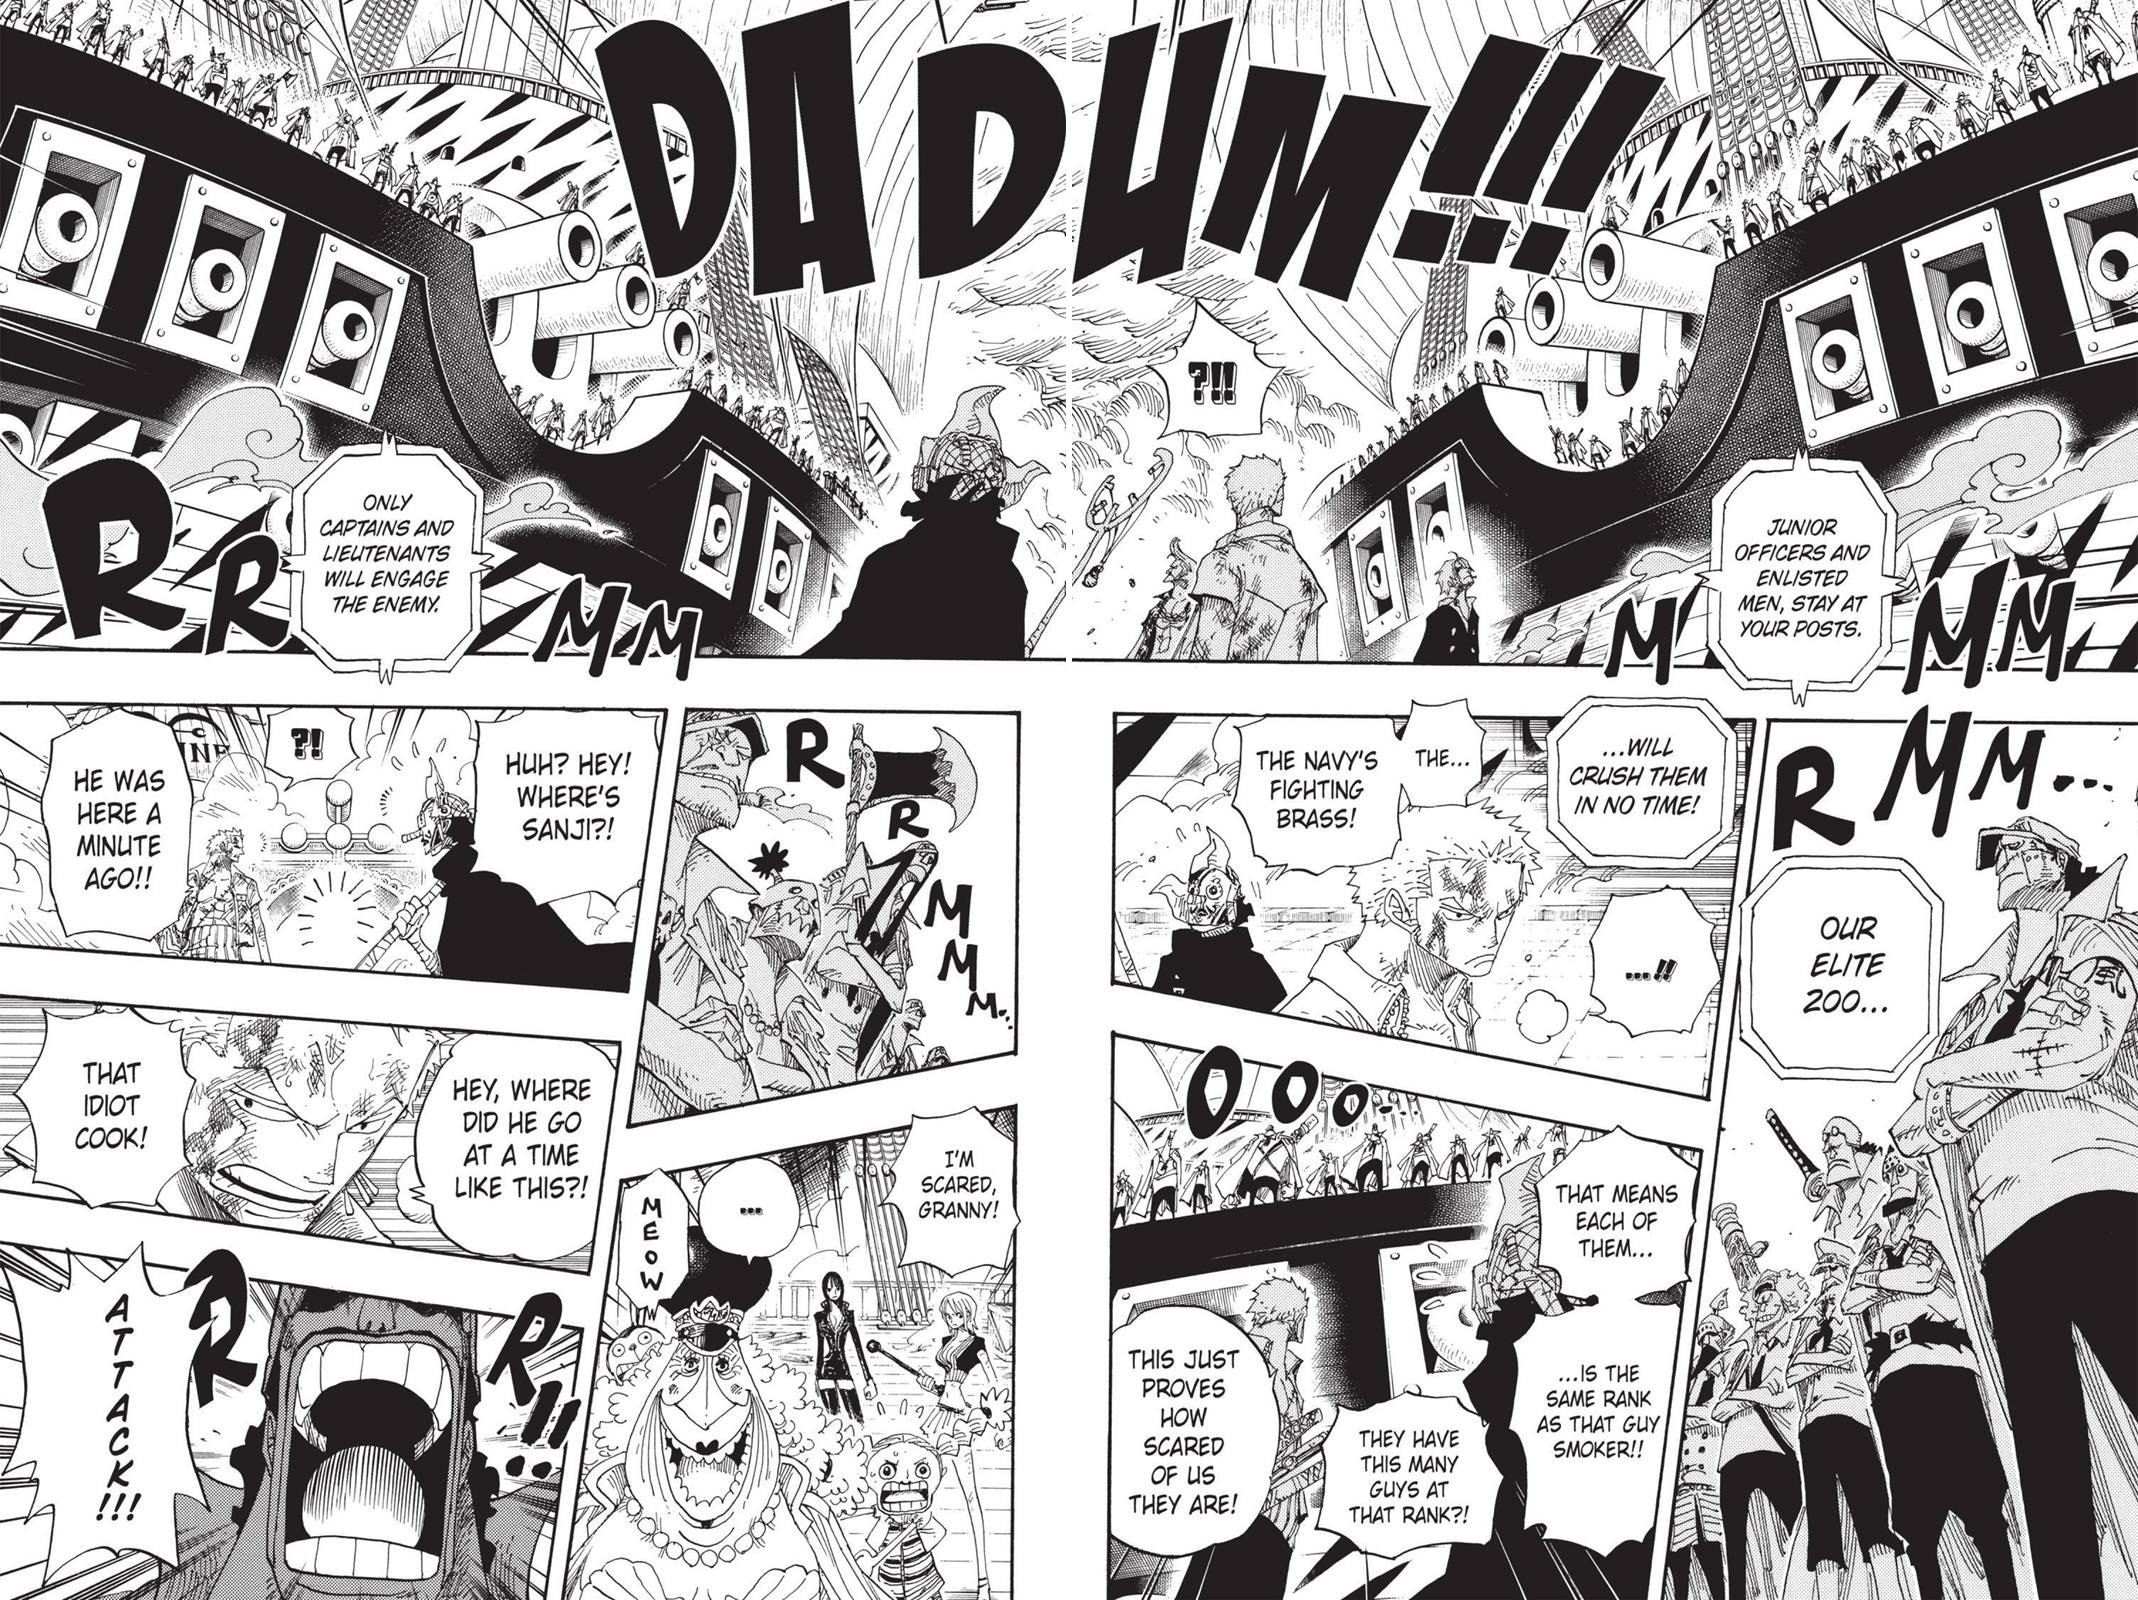 DADUM!!!
?!!
JUNIOR
OFFICERS AND
ENLISTED
MEN, STAY AT
YOUR POSTS.
MMM
ONLY
CAPTAINS AND
LIEUTENANTS
WILL ENGAGE
THE ENEMY.
RRMM
RMM...
OUR
ELITE
200...
...WILL
CRUSH THEM
IN NO TIME!
THE...
THE NAVY'S
FIGHTING
BRASS!
...!!
OOO...
THAT MEANS
EACH OF
THEM...
...IS THE
SAME RANK
AS THAT GUY
SMOKER!!
THEY HAVE
THIS MANY
GUYS AT
THAT RANK?!
THIS JUST
PROVES
HOW
SCARED
OF US
THEY ARE!
RRMMM...
HUH? HEY!
WHERE'S
SANJI?!
?!
HE WAS
HERE A
MINUTE
AGO!!
HEY, WHERE
DID HE GO
AT A TIME
LIKE THIS?!
THAT
IDIOT
COOK!
I'M
SCARED,
GRANNY!
...
MEOW
RR!!
ATTACK!!!